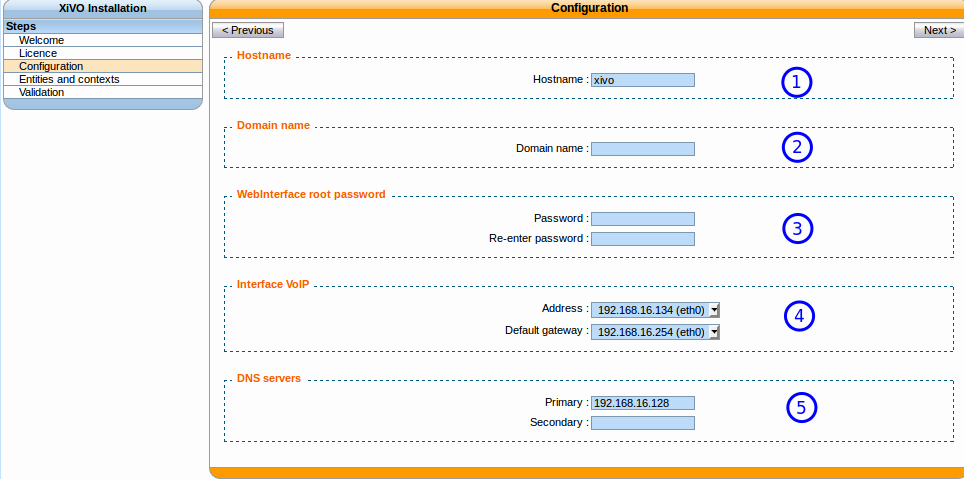 XiVO Installation
Steps
Welcome
Licence
Configuration
Entities and contexts
Validation
Configuration
< Previous
Next >
Hostname
Hostname : xivo
1
Domain name
Domain name :
2
WebInterface root password
Password :
Re-enter password :
3
Interface VoIP
Address : 192.168.16.134 (eth0)
Default gateway : 192.168.16.254 (eth0)
4
DNS servers
Primary : 192.168.16.128
Secondary :
5